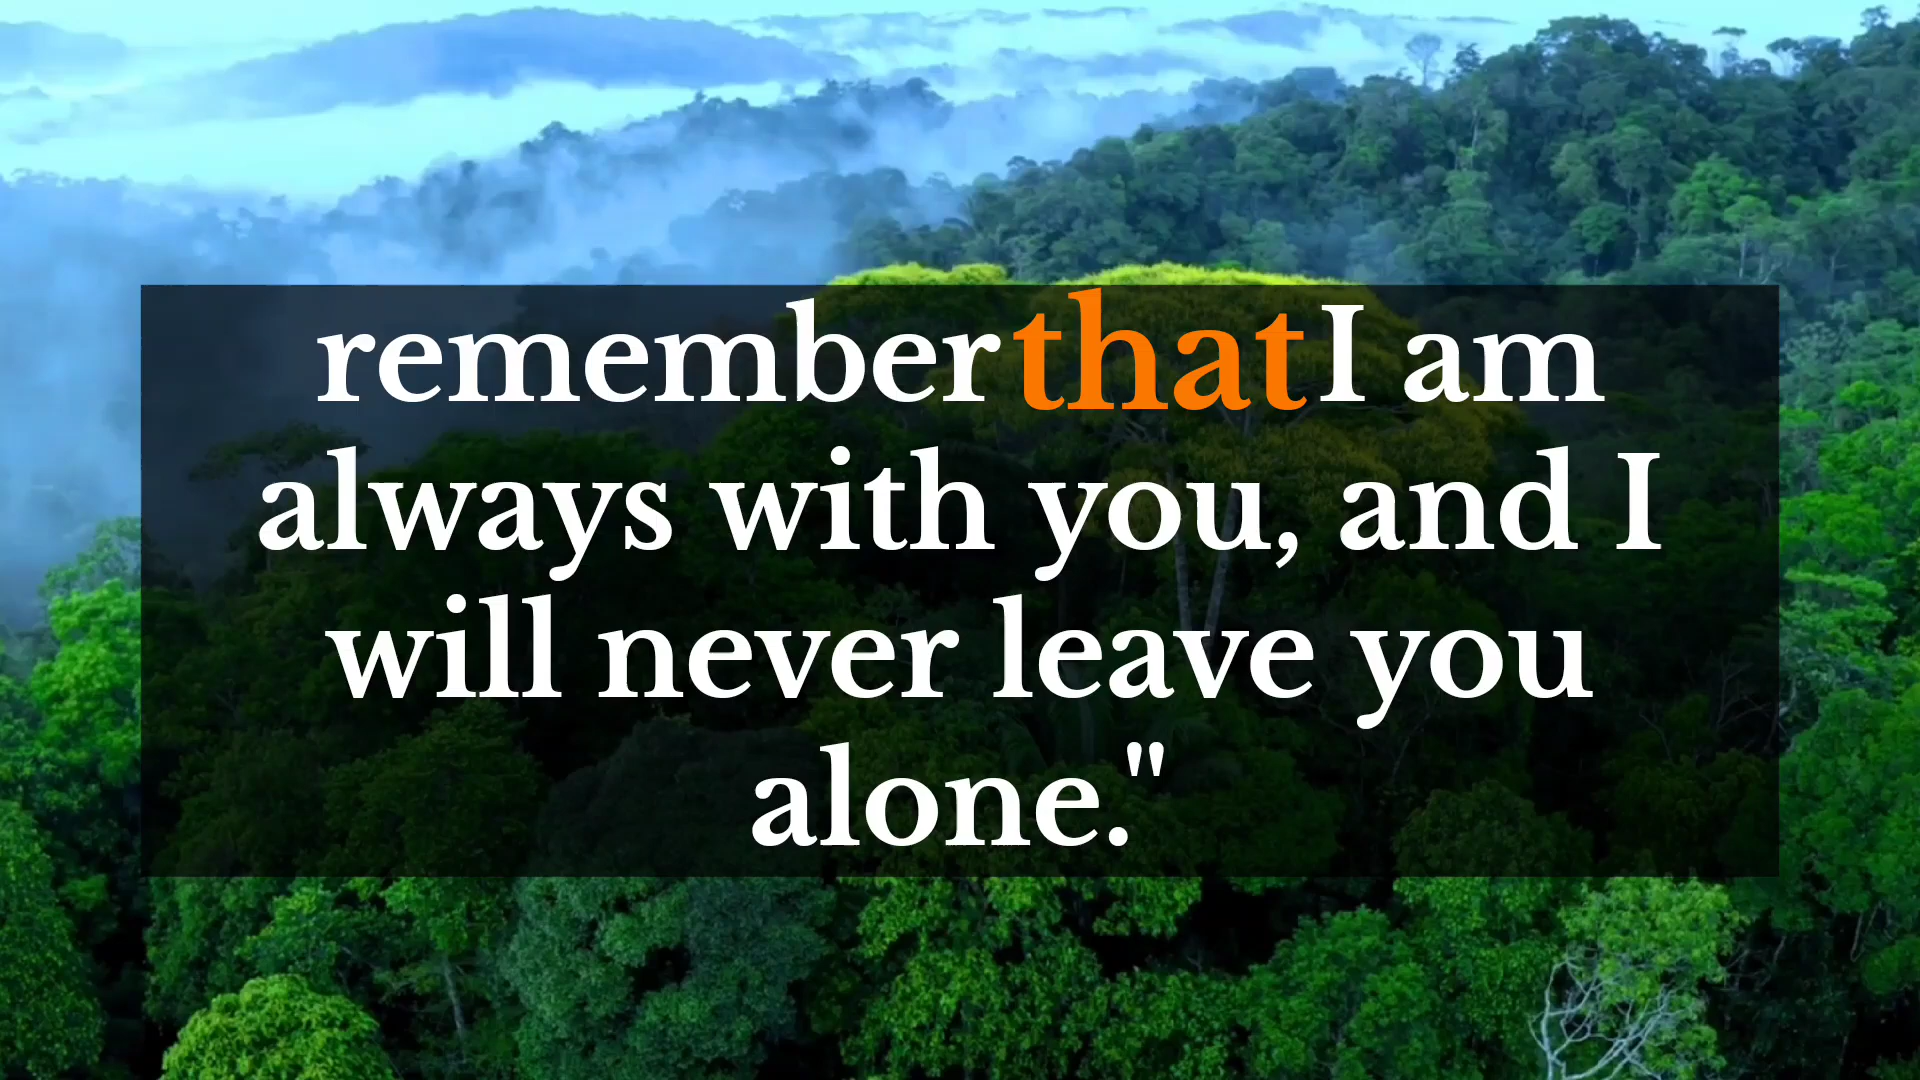 remember that I am
always with you, and I
will never leave you
alone."